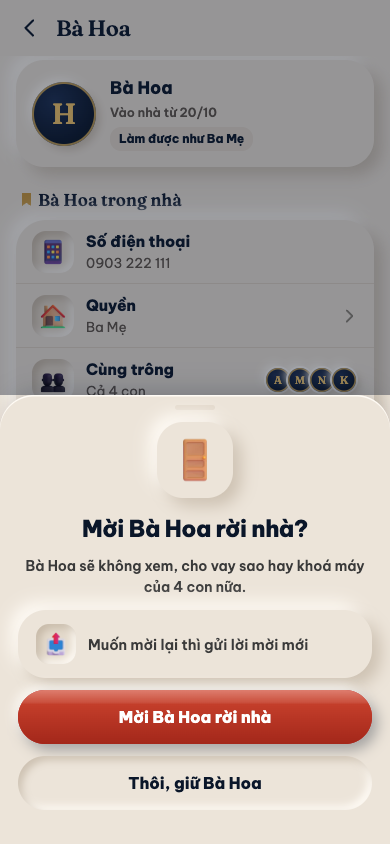 Bà Hoa
H
Bà Hoa
Vào nhà từ 20/10
Làm được như Ba Mẹ
Bà Hoa trong nhà
Số điện thoại
0903 222 111
Quyền
Ba Mẹ
Cùng trông
Cả 4 con
A M N K
Mời Bà Hoa rời nhà?
Bà Hoa sẽ không xem, cho vay sao hay khoá máy
của 4 con nữa.
Muốn mời lại thì gửi lời mời mới
Mời Bà Hoa rời nhà
Thôi, giữ Bà Hoa